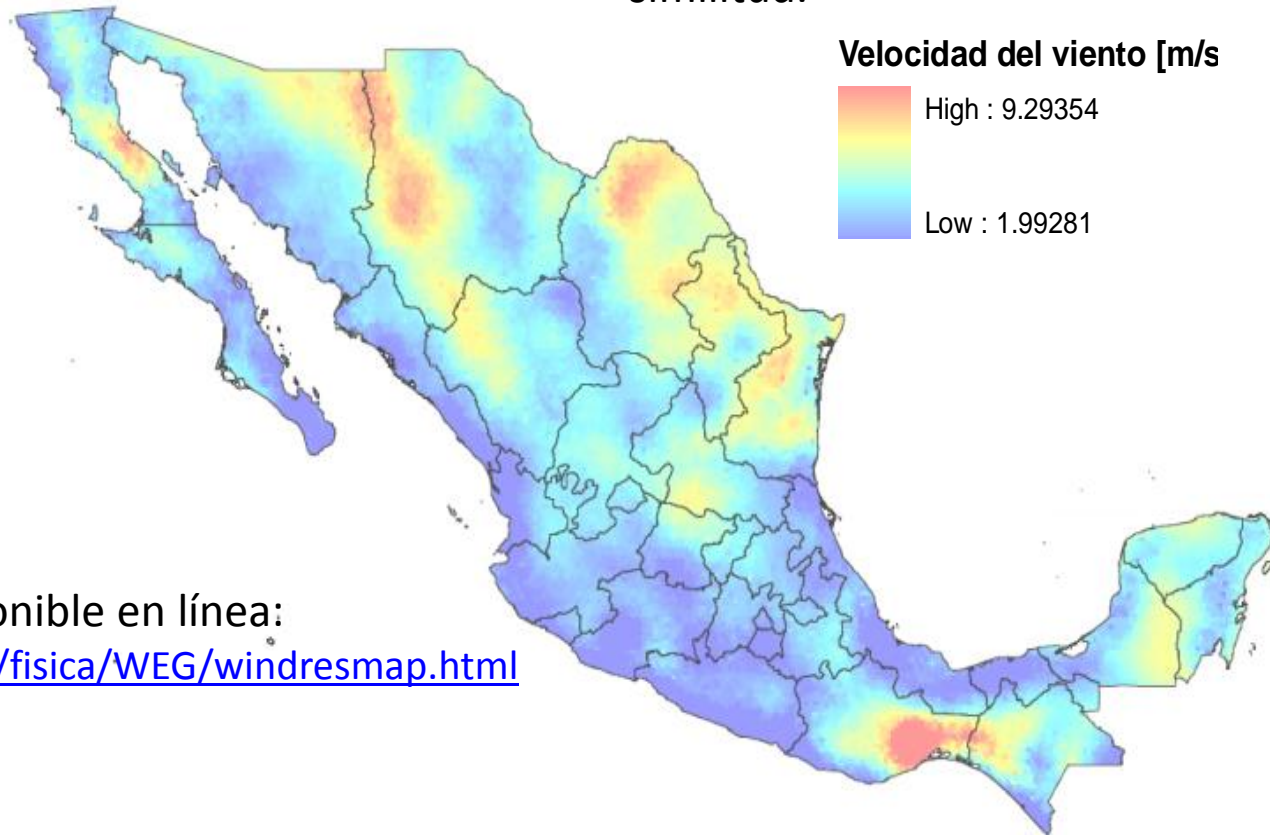 Velocidad del viento [m/s
High : 9.29354
Low : 1.99281
onible en línea:
/fisica/WEG/windresmap.html